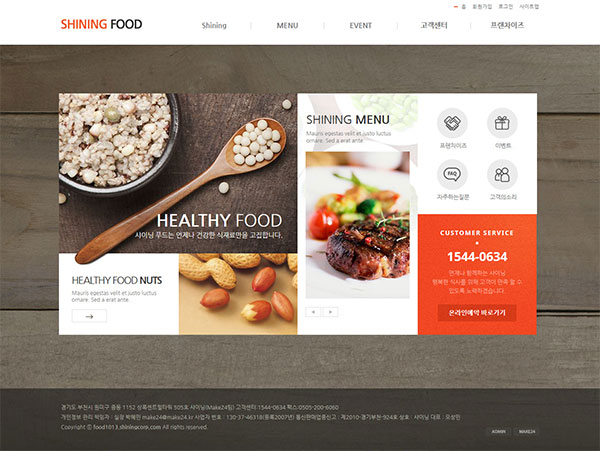 홈 회원가입 로그인 사이트맵
SHINING FOOD
Shining MENU EVENT 고객센터 프랜차이즈
SHINING MENU
Mauris egestas velit et justo luctus
ornare. Sed a erat ante
HEALTHY FOOD
샤이닝 푸드는 언제나 건강한 식재료만을 고집합니다.
HEALTHY FOOD NUTS
Mauris egestas velit et justo luctus
ornare. Sed a erat ante.
프랜차이즈 이벤트
FAQ
자주하는질문 고객의소리
CUSTOMER SERVICE
1544-0634
언제나 함께하는 샤이닝
행복한 식사를 위해 고객이 만족 할 수
있도록 노력하겠습니다.
온라인예약 바로가기
경기도 부천시 원미구 중동 1152 상록센트럴타워 505호 샤이닝(Make24팀) 고객센터:1544-0634 팩스:0505-200-6060
개인정보 관리 책임자 : 실장 박혜민 make24@make24.kr 사업자 번호 : 130-37-46318(등록2007년) 통신판매업종신고 : 제2010-경기부천-924호 상호 : 샤이닝 대표 : 오성민
Copyright ⓒ food1013.shiningcorp.com All rights reserved.
ADMIN MAKE24